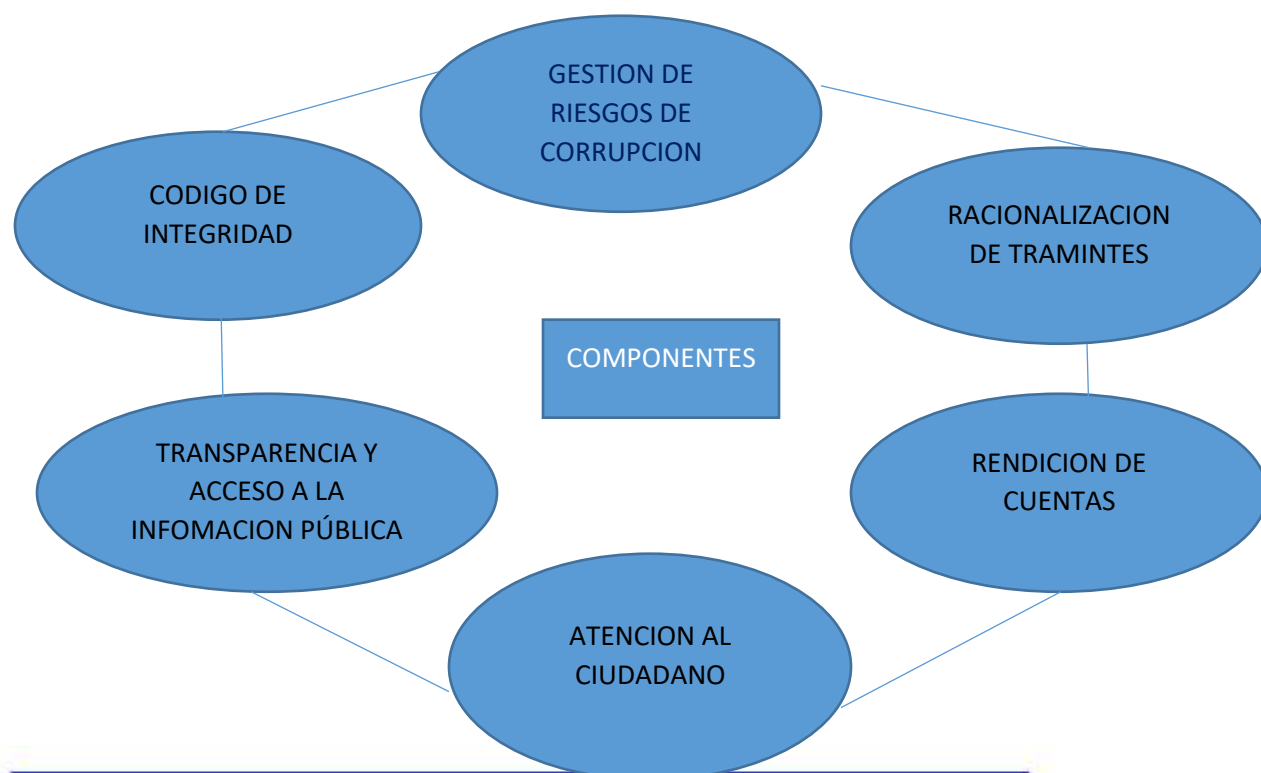 GESTION DE
RIESGOS DE
CORRUPCION
CODIGO DE
INTEGRIDAD
RACIONALIZACION
DE TRAMINTES
COMPONENTES
TRANSPARENCIA Y
ACCESO A LA
INFOMACION PÚBLICA
RENDICION DE
CUENTAS
ATENCION AL
CIUDADANO